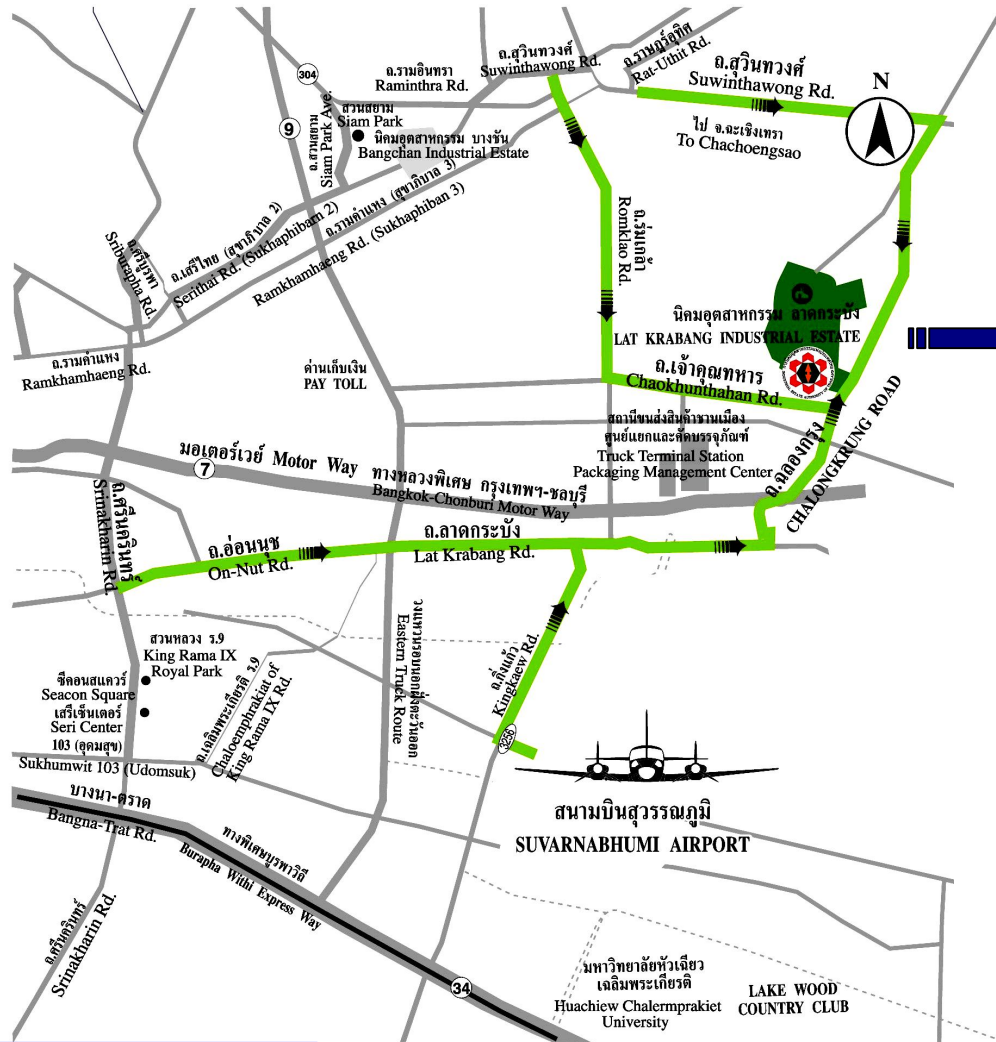 ถ.สุวินทวงศ์
Suwinthawong Rd.
ถ.ราษฎร์อุทิศ
Rat-Uthit Rd.
ถ.สุวินทวงศ์
Suwinthawong Rd.
N
304
ถ.รามอินทรา
Raminthra Rd.
ไป จ.ฉะเชิงเทรา
To Chachoengsao
9
ถ.สวนสยาม
Siam Park Ave.
สวนสยาม
Siam Park
นิคมอุตสาหกรรม บางชัน
Bangchan Industrial Estate
ถ.เสรีไทย (สุขาภิบาล 2)
Serithai Rd. (Sukhaphibarn 2)
ถ.รามคำแหง (สุขาภิบาล 3)
Ramkhamhaeng Rd. (Sukhaphiban 3)
ถ.ศรีบูรพา
Sriburapha Rd.
ถ.ร่มเกล้า
Romklao Rd.
นิคมอุตสาหกรรม ลาดกระบัง
LAT KRABANG INDUSTRIAL ESTATE
ถ.รามคำแหง
Ramkhamhaeng Rd.
ด่านเก็บเงิน
PAY TOLL
ถ.เจ้าคุณทหาร
Chaokhunthahan Rd.
สถานีขนส่งสินค้าชานเมือง
ศูนย์แยกและคัดบรรจุภัณฑ์
Truck Terminal Station
Packaging Management Center
ถ.ฉลองกรุง
CHALONGKRUNG ROAD
7
มอเตอร์เวย์ Motor Way ทางหลวงพิเศษ กรุงเทพฯ-ชลบุรี
Bangkok-Chonburi Motor Way
ถ.ศรีนครินทร์
Srinakharin Rd.
ถ.อ่อนนุช
On-Nut Rd.
ถ.ลาดกระบัง
Lat Krabang Rd.
สวนหลวง ร.9
King Rama IX
Royal Park
ซีคอนสแควร์
Seacon Square
เสรีเซ็นเตอร์
Seri Center
103 (อุดมสุข)
Sukhumwit 103 (Udomsuk)
ถ.เฉลิมพระเกียรติ ร.9
Chaloemphrakiat of
King Rama IX Rd.
วงแหวนรอบนอกฝั่งตะวันออก
Eastern Truck Route
ถ.กิ่งแก้ว
Kingkaew Rd.
3256
สนามบินสุวรรณภูมิ
SUVARNABHUMI AIRPORT
บางนา-ตราด
Bangna-Trat Rd.
ทางพิเศษบูรพาวิถี
Burapha Withi Express Way
ถ.ศรีนครินทร์
Srinakharin Rd.
34
มหาวิทยาลัยหัวเฉียว
เฉลิมพระเกียรติ
Huachiew Chalermprakiet
University
LAKE WOOD
COUNTRY CLUB